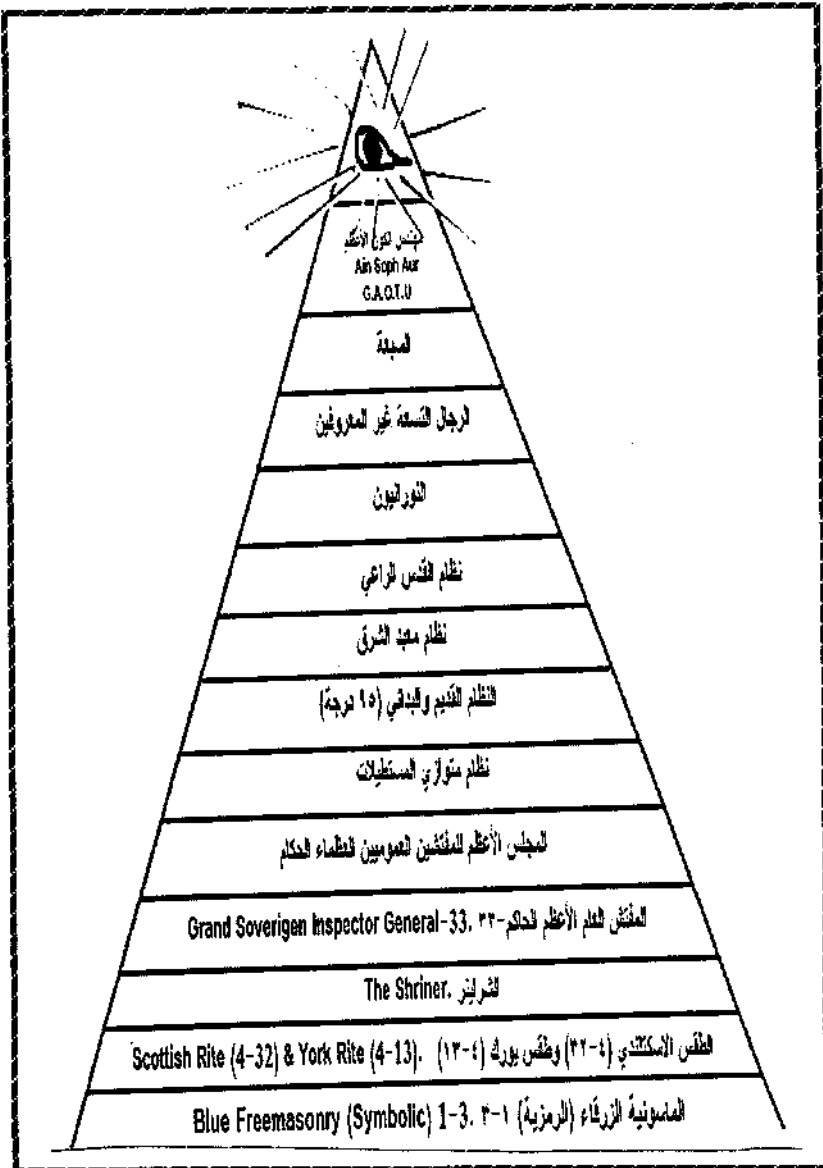 مهندس الكون الأعظم
Ain Soph Aur
G.A.O.T.U
السبعة
الرجال التسعة غير المعروفين
النورانيون
نظام القدس الراعي
نظام معبد الشرق
النظام القديم والبدائي (٩٥ درجة)
نظام متوازي المستطيلات
المجلس الأعظم للمفتشين العموميين العظماء الحكام
المفتش العام الأعظم الحاكم-٣٣ .Grand Soverigen Inspector General-33
الشراينر .The Shriner
الطقس الاسكتلندي (٤-٣٢) وطقس يورك (٤-١٣) .Scottish Rite (4-32) & York Rite (4-13)
الماسونية الزرقاء (الرمزية) ١-٣ .Blue Freemasonry (Symbolic) 1-3